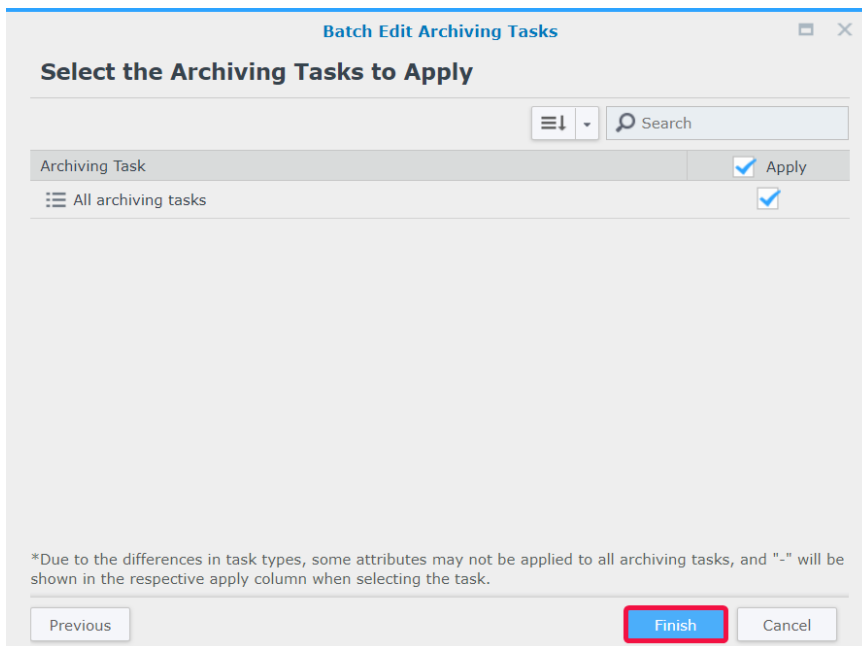 Batch Edit Archiving Tasks
Select the Archiving Tasks to Apply
Search
Archiving Task Apply
All archiving tasks
*Due to the differences in task types, some attributes may not be applied to all archiving tasks, and "-" will be
shown in the respective apply column when selecting the task.
Previous Finish Cancel